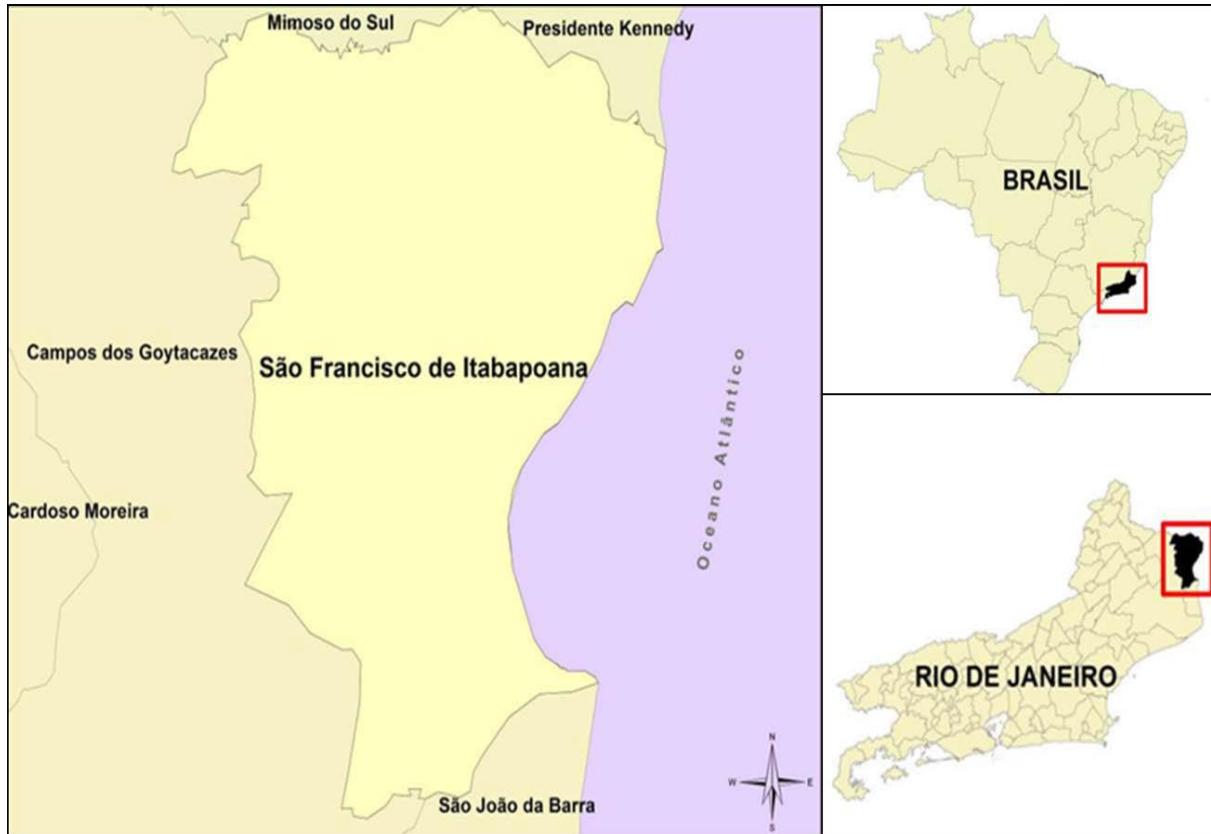 Mimoso do Sul
Presidente Kennedy
Campos dos Goytacazes
São Francisco de Itabapoana
Oceano Atlântico
Cardoso Moreira
São João da Barra
N
W
E
S
BRASIL
RIO DE JANEIRO